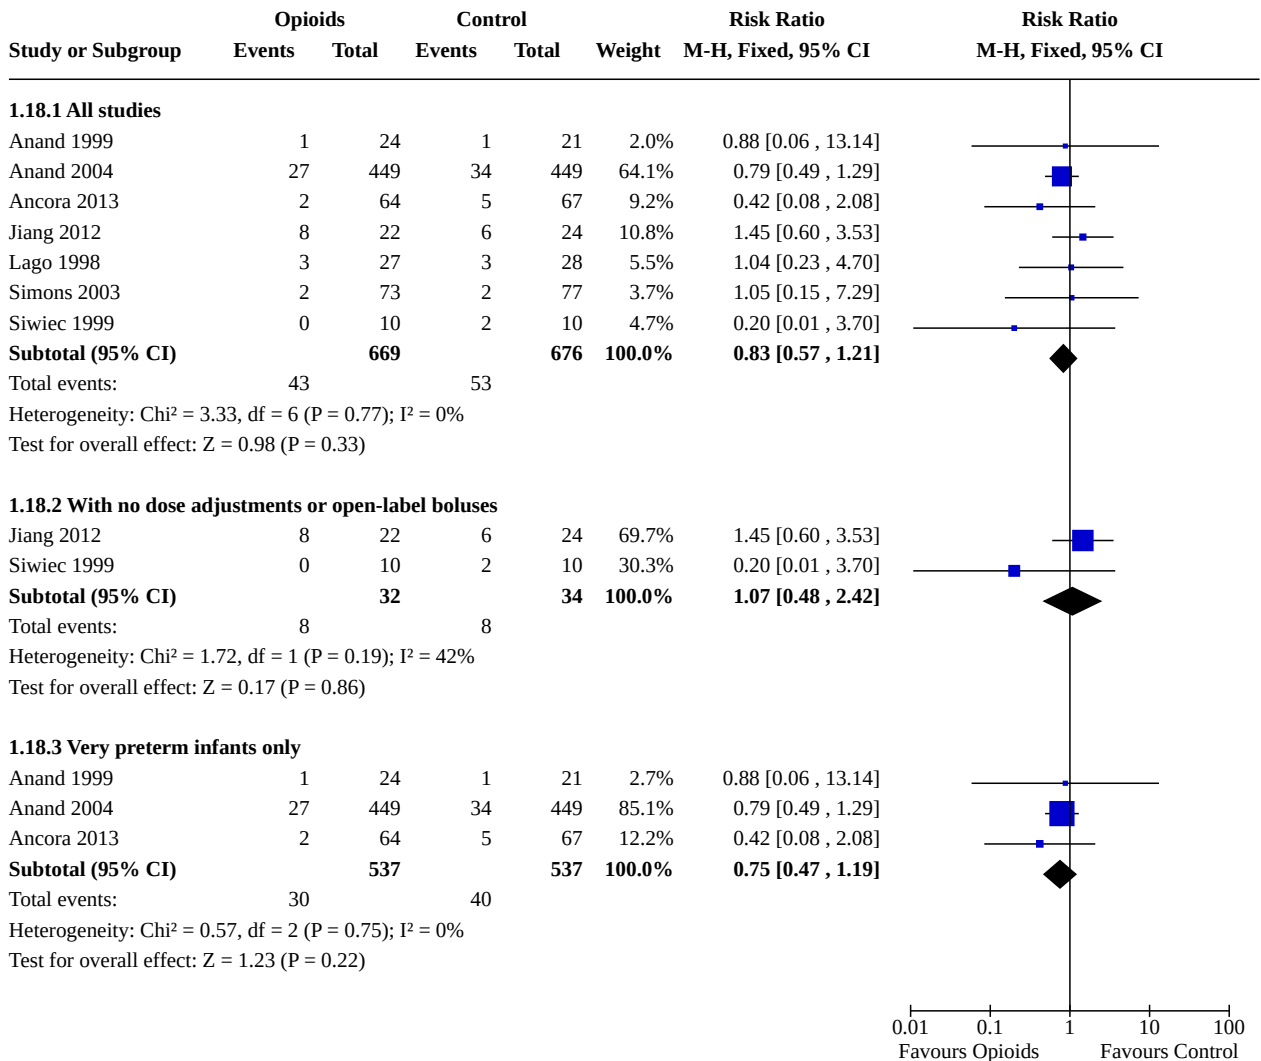 Opioids Control Risk Ratio Risk Ratio
Study or Subgroup Events Total Events Total Weight M-H, Fixed, 95% CI M-H, Fixed, 95% CI
1.18.1 All studies
Anand 1999 1 24 1 21 2.0% 0.88 [0.06 , 13.14]
Anand 2004 27 449 34 449 64.1% 0.79 [0.49 , 1.29]
Ancora 2013 2 64 5 67 9.2% 0.42 [0.08 , 2.08]
Jiang 2012 8 22 6 24 10.8% 1.45 [0.60 , 3.53]
Lago 1998 3 27 3 28 5.5% 1.04 [0.23 , 4.70]
Simons 2003 2 73 2 77 3.7% 1.05 [0.15 , 7.29]
Siwiec 1999 0 10 2 10 4.7% 0.20 [0.01 , 3.70]
Subtotal (95% CI) 669 676 100.0% 0.83 [0.57 , 1.21]
Total events: 43 53
Heterogeneity: Chi² = 3.33, df = 6 (P = 0.77); I² = 0%
Test for overall effect: Z = 0.98 (P = 0.33)
1.18.2 With no dose adjustments or open-label boluses
Jiang 2012 8 22 6 24 69.7% 1.45 [0.60 , 3.53]
Siwiec 1999 0 10 2 10 30.3% 0.20 [0.01 , 3.70]
Subtotal (95% CI) 32 34 100.0% 1.07 [0.48 , 2.42]
Total events: 8 8
Heterogeneity: Chi² = 1.72, df = 1 (P = 0.19); I² = 42%
Test for overall effect: Z = 0.17 (P = 0.86)
1.18.3 Very preterm infants only
Anand 1999 1 24 1 21 2.7% 0.88 [0.06 , 13.14]
Anand 2004 27 449 34 449 85.1% 0.79 [0.49 , 1.29]
Ancora 2013 2 64 5 67 12.2% 0.42 [0.08 , 2.08]
Subtotal (95% CI) 537 537 100.0% 0.75 [0.47 , 1.19]
Total events: 30 40
Heterogeneity: Chi² = 0.57, df = 2 (P = 0.75); I² = 0%
Test for overall effect: Z = 1.23 (P = 0.22)
0.01 0.1 1 10 100
Favours Opioids Favours Control